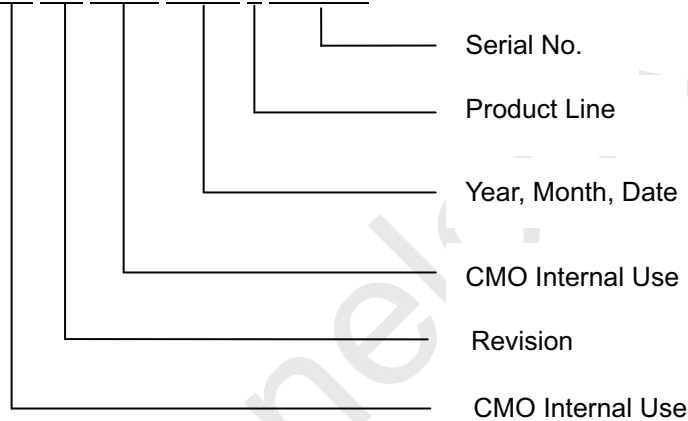 Serial No.
Product Line
Year, Month, Date
CMO Internal Use
Revision
CMO Internal Use